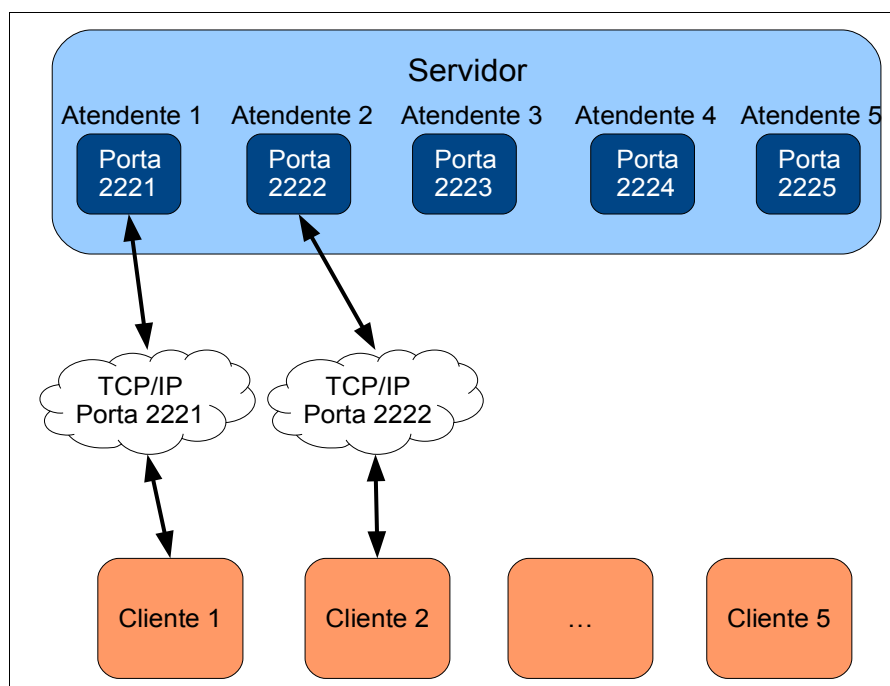 Servidor
Atendente 1
Atendente 2
Atendente 3
Atendente 4
Atendente 5
Porta
2221
Porta
2222
Porta
2223
Porta
2224
Porta
2225
TCP/IP
Porta 2221
TCP/IP
Porta 2222
Cliente 1
Cliente 2
...
Cliente 5